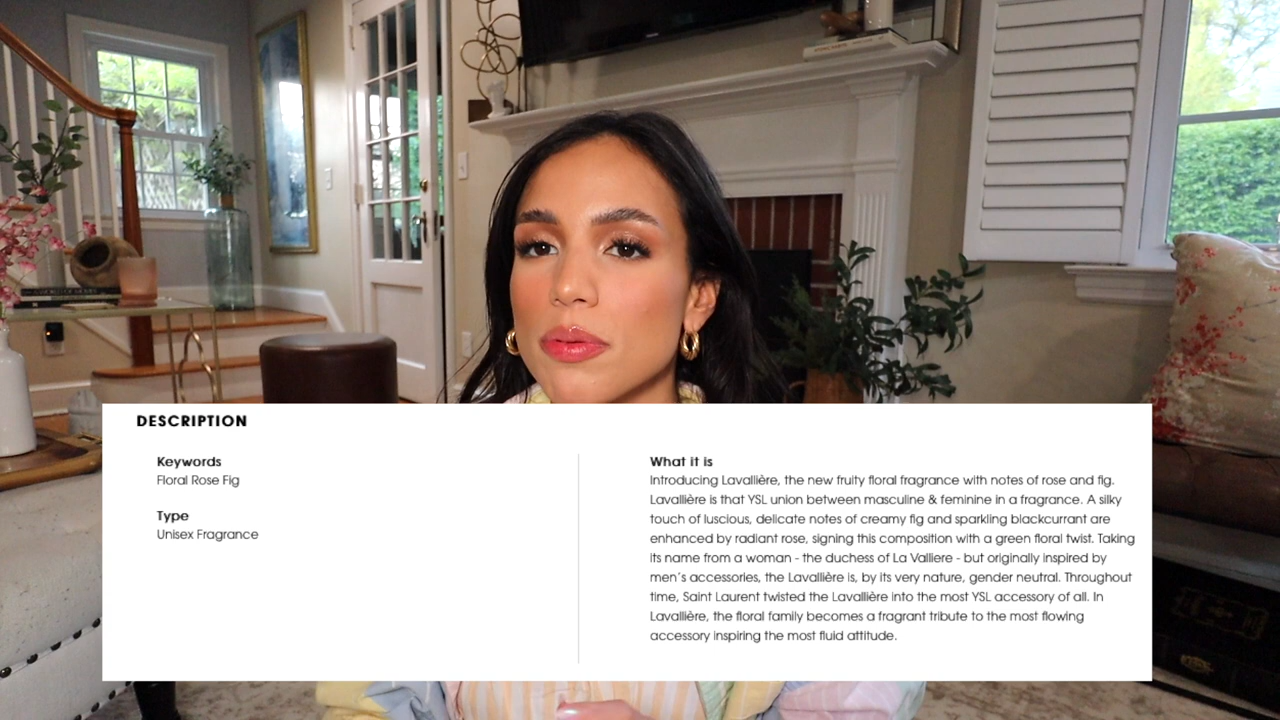 DESCRIPTION
Keywords
Floral Rose Fig
Type
Unisex Fragrance
What it is
Introducing Lavallière, the new fruity floral fragrance with notes of rose and fig.
Lavallière is that YSL union between masculine & feminine in a fragrance. A silky
touch of luscious, delicate notes of creamy fig and sparkling blackcurrant are
enhanced by radiant rose, signing this composition with a green floral twist. Taking
its name from a woman - the duchess of La Valliere - but originally inspired by
men's accessories, the Lavallière is, by its very nature, gender neutral. Throughout
time, Saint Laurent twisted the Lavallière into the most YSL accessory of all. In
Lavallière, the floral family becomes a fragrant tribute to the most flowing
accessory inspiring the most fluid attitude.